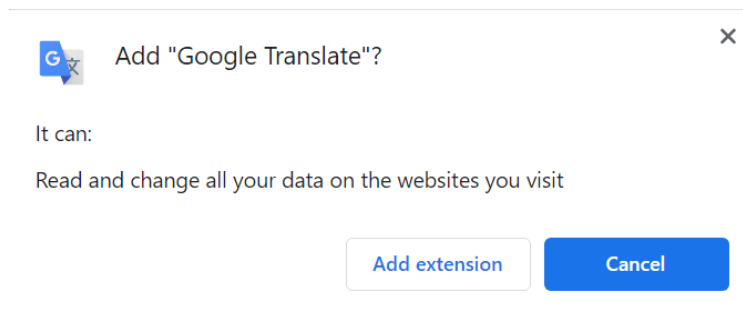 Add "Google Translate"?
It can:
Read and change all your data on the websites you visit
Add extension
Cancel